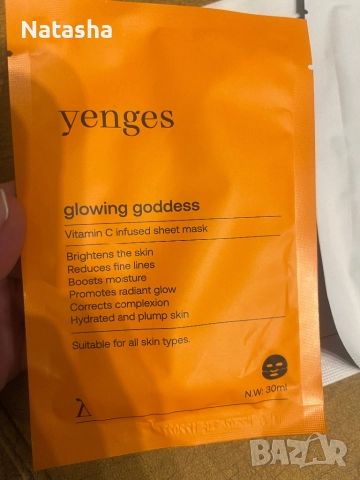 Natasha
yenges
glowing goddess
Vitamin C infused sheet mask
Brightens the skin
Reduces fine lines
Boosts moisture
Promotes radiant glow
Corrects complexion
Hydrated and plump skin
Suitable for all skin types.
N.W: 30ml
BAZAR